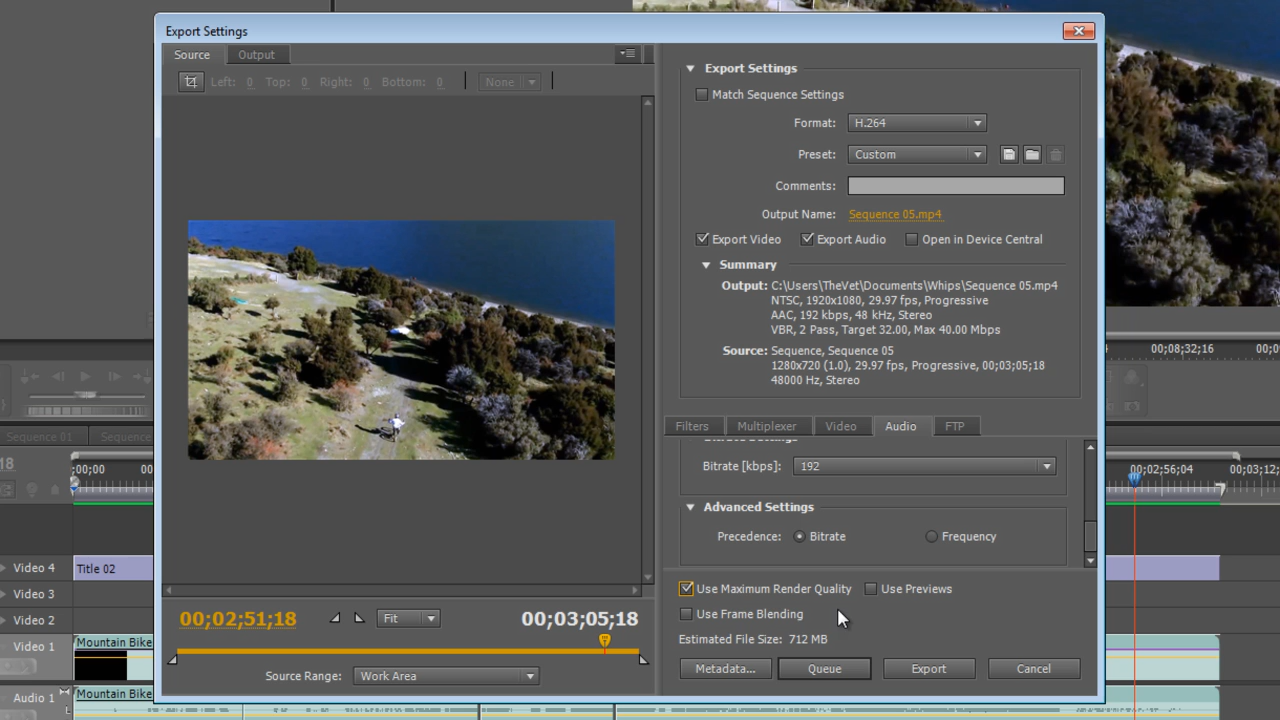 Export Settings
Source
Output
Left: 0 Top: 0 Right: 0 Bottom: 0
None
Export Settings
Match Sequence Settings
Format: H.264
Preset: Custom
Comments:
Output Name: Sequence 05.mp4
Export Video
Export Audio
Open in Device Central
Summary
Output: C:\Users\TheVet\Documents\Whips\Sequence 05.mp4
NTSC, 1920x1080, 29.97 fps, Progressive
AAC, 192 kbps, 48 kHz, Stereo
VBR, 2 Pass, Target 32.00, Max 40.00 Mbps
Source: Sequence, Sequence 05
1280x720 (1.0), 29.97 fps, Progressive, 00;03;05;18
48000 Hz, Stereo
Filters
Multiplexer
Video
Audio
FTP
Bitrate [kbps]: 192
Advanced Settings
Precedence: Bitrate Frequency
Use Maximum Render Quality
Use Previews
Use Frame Blending
Estimated File Size: 712 MB
Metadata...
Queue
Export
Cancel
00;02;51;18
Fit
00;03;05;18
Source Range: Work Area
Sequence 01
Sequence
18
;00;00
00
Video 4
Title 02
Video 3
Video 2
Video 1
Mountain Bike
Audio 1
Mountain Bike
00;08;32;16
00;0
00;02;56;04
00;03;12;